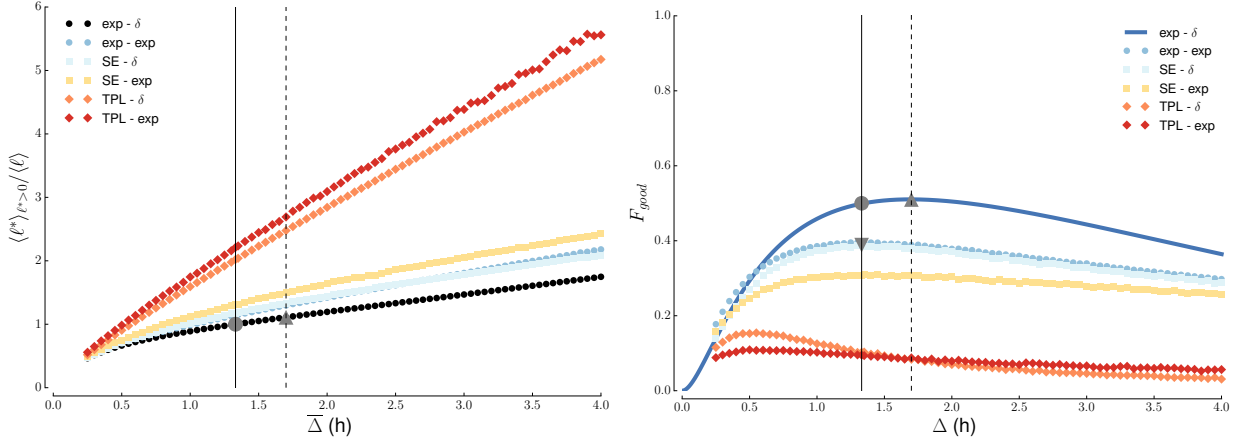 6
5
4
3
2
1
0
0.0 0.5 1.0 1.5 2.0 2.5 3.0 3.5 4.0
⟨ℓ*⟩ℓ*>0/⟨ℓ⟩
Δ̅ (h)
exp - δ
exp - exp
SE - δ
SE - exp
TPL - δ
TPL - exp
1.0
0.8
0.6
0.4
0.2
0.0
0.0 0.5 1.0 1.5 2.0 2.5 3.0 3.5 4.0
F_good
Δ (h)
exp - δ
exp - exp
SE - δ
SE - exp
TPL - δ
TPL - exp